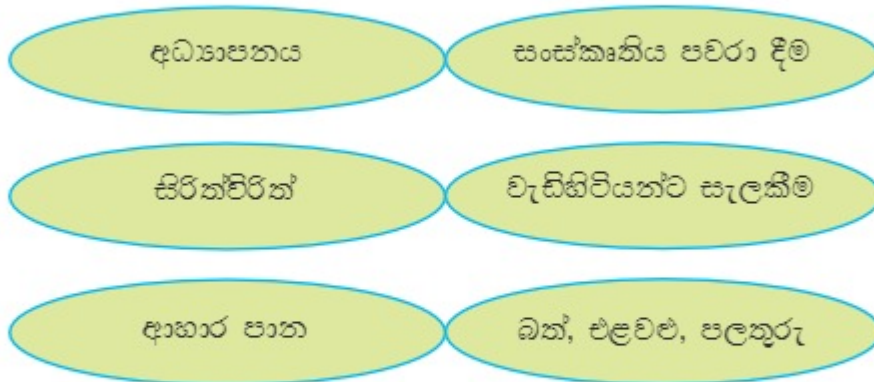 අධ්‍යාපනය
සංස්කෘතිය පවරා දීම
සිරිත්විරිත්
වැඩිහිටියන්ට සැලකීම
ආහාර පාන
බත්, එළවළු, පලතුරු